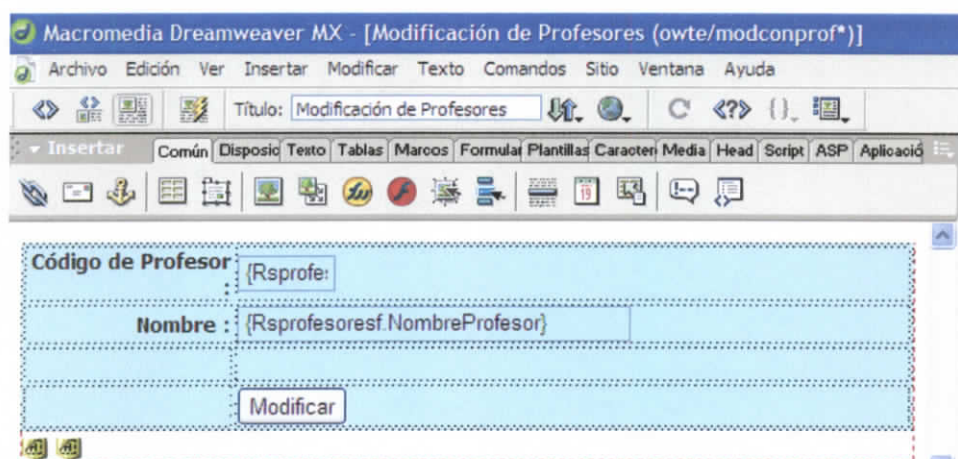 Macromedia Dreamweaver MX - [Modificación de Profesores (owte/modconprof*)]
Archivo Edición Ver Insertar Modificar Texto Comandos Sitio Ventana Ayuda
Título: Modificación de Profesores
Insertar Común Disposic Texto Tablas Marcos Formular Plantillas Caracter Media Head Script ASP Aplicació
Código de Profesor
: {Rsprofe
Nombre : {Rsprofesoresf.NombreProfesor}
Modificar